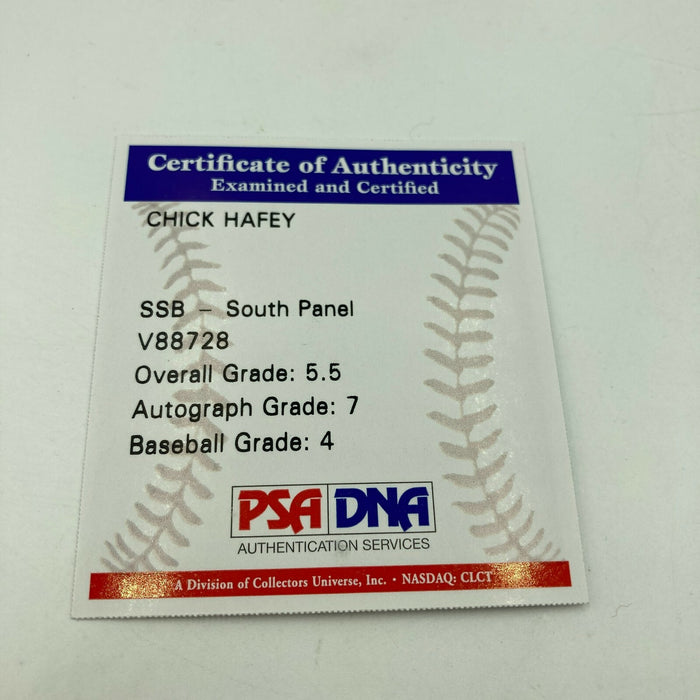 Certificate of Authenticity
Examined and Certified
CHICK HAFEY
SSB – South Panel
V88728
Overall Grade: 5.5
Autograph Grade: 7
Baseball Grade: 4
PSA DNA
AUTHENTICATION SERVICES
A Division of Collectors Universe, Inc. • NASDAQ: CLCT